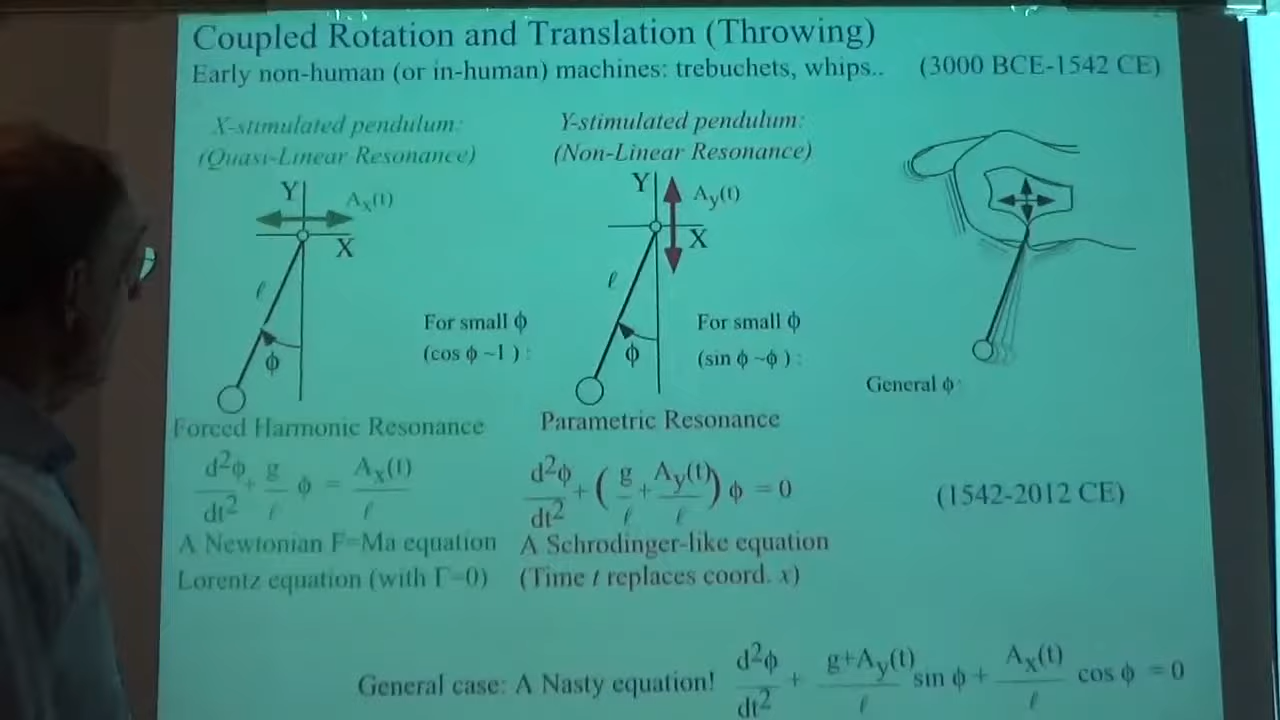 Coupled Rotation and Translation (Throwing)
Early non-human (or in-human) machines: trebuchets, whips.. (3000 BCE-1542 CE)
X-stimulated pendulum:
(Quasi-Linear Resonance)
Y
Ax(t)
X
ℓ
ϕ
For small ϕ
(cos ϕ ~1 ) :
Forced Harmonic Resonance
d²ϕ/dt² + g/ℓ ϕ = Ax(t)/ℓ
A Newtonian F=Ma equation
Lorentz equation (with Γ=0)
Y-stimulated pendulum:
(Non-Linear Resonance)
Y
Ay(t)
X
ℓ
ϕ
For small ϕ
(sin ϕ ~ϕ ) :
Parametric Resonance
d²ϕ/dt² + ( g/ℓ + Ay(t)/ℓ ) ϕ = 0
A Schrodinger-like equation
(Time t replaces coord. x)
General ϕ:
(1542-2012 CE)
General case: A Nasty equation! d²ϕ/dt² + g+Ay(t)/ℓ sin ϕ + Ax(t)/ℓ cos ϕ = 0